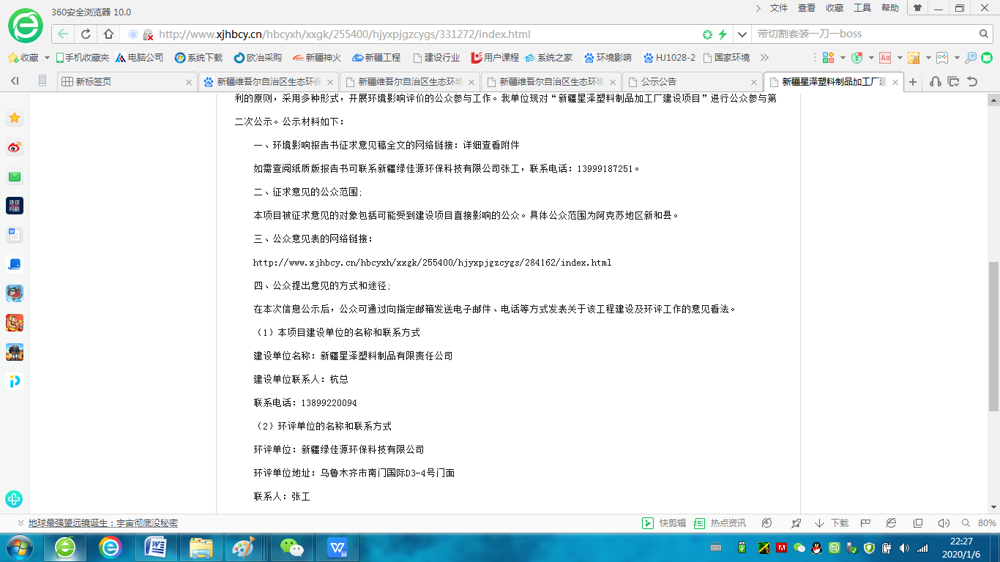 360安全浏览器 10.0
文件 查看 收藏 工具 帮助
http://www.xjhbcy.cn/hbcyxh/xxgk/255400/hjyxpjgzcygs/331272/index.html
带切割套装一刀一boss
收藏 手机收藏夹 电脑公司 系统下载 欧冶采购 新疆神火 新疆工程 建设行业 用户课程 系统之家 环境影响 HJ1028-2 国家环境
新标签页 新疆维吾尔自治区生态环保 新疆维吾尔自治区生态环境 新疆维吾尔自治区生态环境 公示公告 新疆星泽塑料制品加工厂建
利的原则，采用多种形式，开展环境影响评价的公众参与工作。我单位现对“新疆星泽塑料制品加工厂建设项目”进行公众参与第
二次公示。公示材料如下：
一、环境影响报告书征求意见稿全文的网络链接：详细查看附件
如需查阅纸质版报告书可联系新疆绿佳源环保科技有限公司张工，联系电话：13999187251。
二、征求意见的公众范围；
本项目被征求意见的对象包括可能受到建设项目直接影响的公众。具体公众范围为阿克苏地区新和县。
三、公众意见表的网络链接：
http://www.xjhbcy.cn/hbcyxh/xxgk/255400/hjyxpjgzcygs/284162/index.html
四、公众提出意见的方式和途径；
在本次信息公示后，公众可通过向指定邮箱发送电子邮件、电话等方式发表关于该工程建设及环评工作的意见看法。
（1）本项目建设单位的名称和联系方式
建设单位名称：新疆星泽塑料制品有限责任公司
建设单位联系人：杭总
联系电话：13899220094
（2）环评单位的名称和联系方式
环评单位：新疆绿佳源环保科技有限公司
环评单位地址：乌鲁木齐市南门国际D3-4号门面
联系人：张工
地球最强望远镜诞生：宇宙彻底没秘密
快剪辑 热点资讯 下载 80%
22:27
2020/1/6